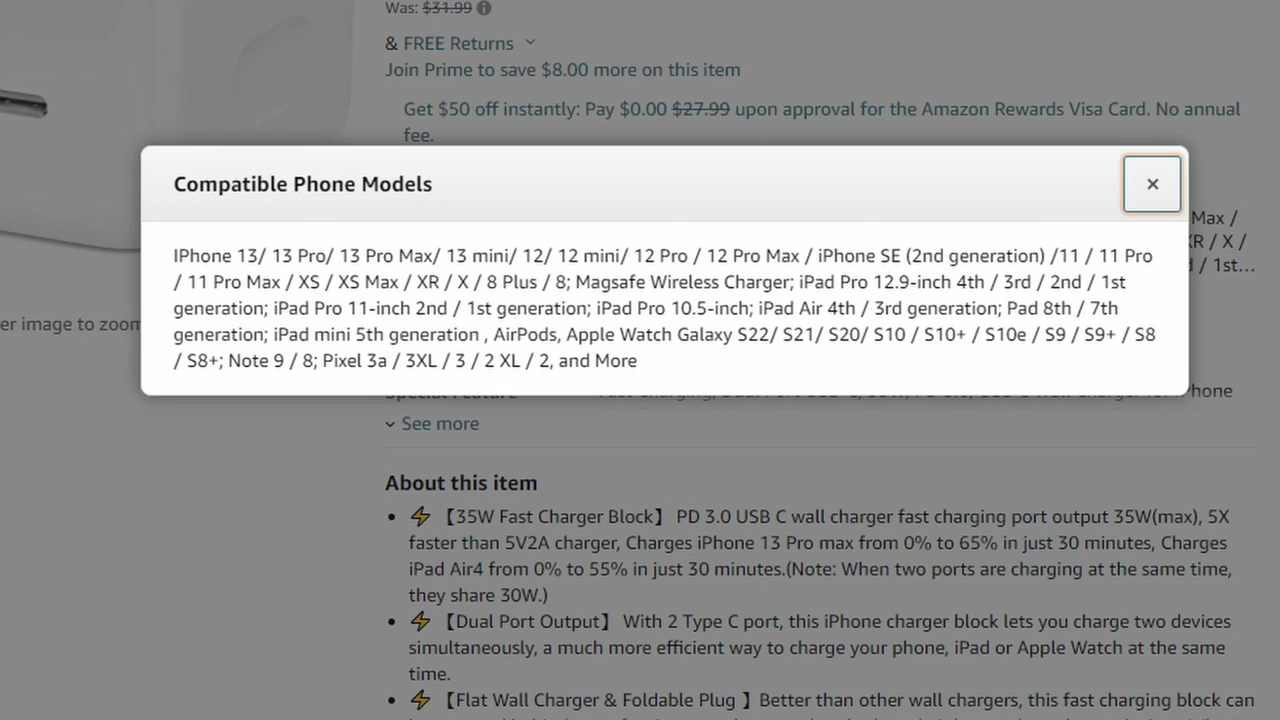 Was: $31.99
& FREE Returns
Join Prime to save $8.00 more on this item
Get $50 off instantly: Pay $0.00 $27.99 upon approval for the Amazon Rewards Visa Card. No annual
fee.
Compatible Phone Models
×
Max /
XR / X /
/ 1st...
IPhone 13/ 13 Pro/ 13 Pro Max/ 13 mini/ 12/ 12 mini/ 12 Pro / 12 Pro Max / iPhone SE (2nd generation) /11 / 11 Pro
/ 11 Pro Max / XS / XS Max / XR / X / 8 Plus / 8; Magsafe Wireless Charger; iPad Pro 12.9-inch 4th / 3rd / 2nd / 1st
generation; iPad Pro 11-inch 2nd / 1st generation; iPad Pro 10.5-inch; iPad Air 4th / 3rd generation; Pad 8th / 7th
generation; iPad mini 5th generation , AirPods, Apple Watch Galaxy S22/ S21/ S20/ S10 / S10+ / S10e / S9 / S9+ / S8
/ S8+; Note 9 / 8; Pixel 3a / 3XL / 3 / 2 XL / 2, and More
er image to zoom
See more
About this item
• ⚡【35W Fast Charger Block】 PD 3.0 USB C wall charger fast charging port output 35W(max), 5X
faster than 5V2A charger, Charges iPhone 13 Pro max from 0% to 65% in just 30 minutes, Charges
iPad Air4 from 0% to 55% in just 30 minutes.(Note: When two ports are charging at the same time,
they share 30W.)
• ⚡【Dual Port Output】 With 2 Type C port, this iPhone charger block lets you charge two devices
simultaneously, a much more efficient way to charge your phone, iPad or Apple Watch at the same
time.
• ⚡【Flat Wall Charger & Foldable Plug 】Better than other wall chargers, this fast charging block can